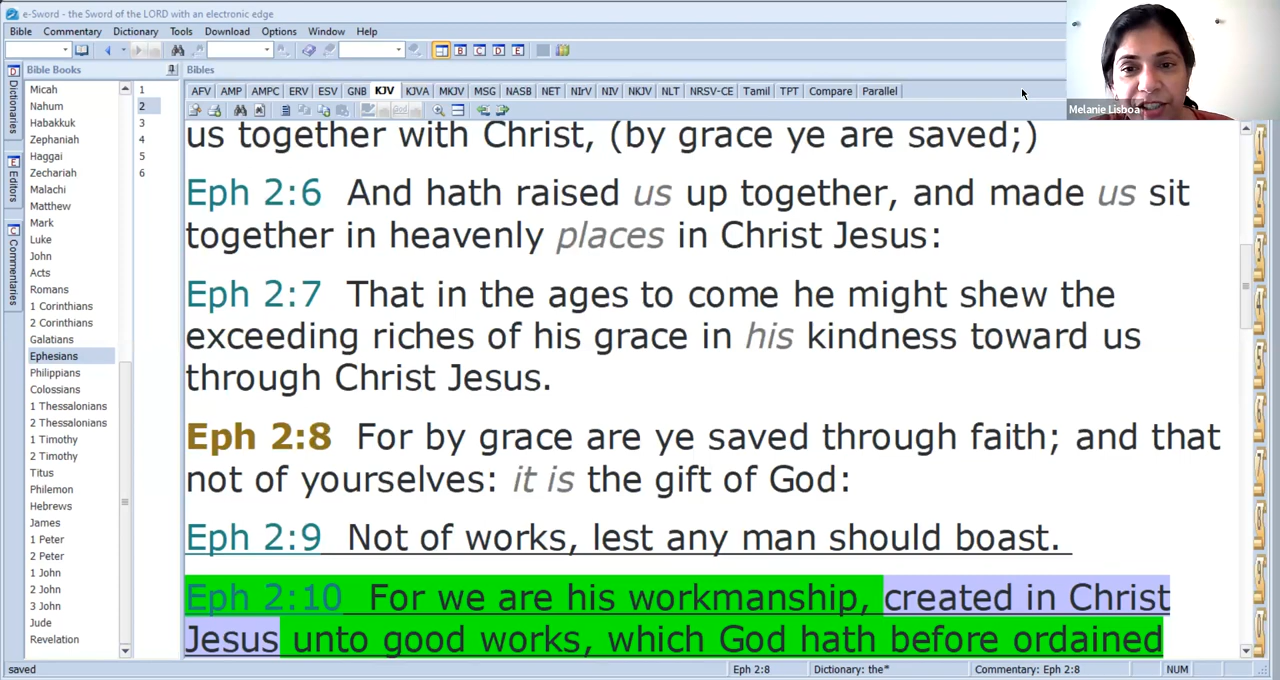 e-Sword - the Sword of the LORD with an electronic edge
Bible Commentary Dictionary Tools Download Options Window Help
B C D E
Bible Books
Bibles
AFV AMP AMPC ERV ESV GNB KJV KJVA MKJV MSG NASB NET NIrV NIV NKJV NLT NRSV-CE Tamil TPT Compare Parallel
Melanie Lisboa
D Dictionaries
E Editors
C Commentaries
Micah
Nahum
Habakkuk
Zephaniah
Haggai
Zechariah
Malachi
Matthew
Mark
Luke
John
Acts
Romans
1 Corinthians
2 Corinthians
Galatians
Ephesians
Philippians
Colossians
1 Thessalonians
2 Thessalonians
1 Timothy
2 Timothy
Titus
Philemon
Hebrews
James
1 Peter
2 Peter
1 John
2 John
3 John
Jude
Revelation
1
2
3
4
5
6
us together with Christ, (by grace ye are saved;)
Eph 2:6 And hath raised us up together, and made us sit
together in heavenly places in Christ Jesus:
Eph 2:7 That in the ages to come he might shew the
exceeding riches of his grace in his kindness toward us
through Christ Jesus.
Eph 2:8 For by grace are ye saved through faith; and that
not of yourselves: it is the gift of God:
Eph 2:9 Not of works, lest any man should boast.
Eph 2:10 For we are his workmanship, created in Christ
Jesus unto good works, which God hath before ordained
saved
Eph 2:8
Dictionary: the*
Commentary: Eph 2:8
NUM